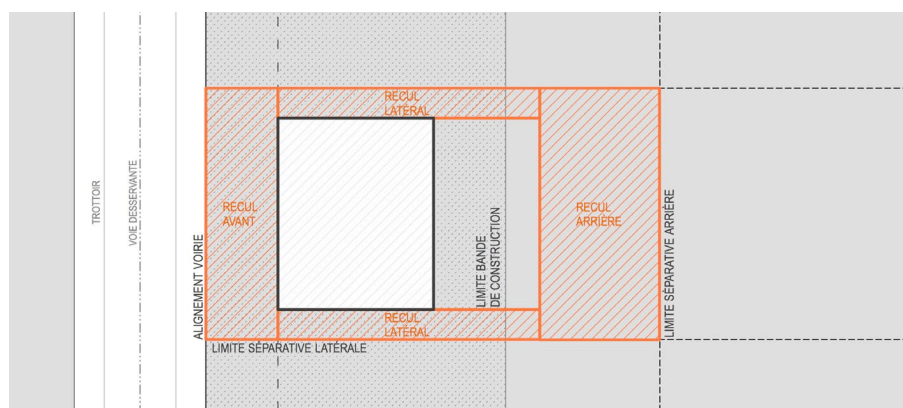 TROTTOIR
VOIE DESSERVANTE
ALIGNEMENT VOIRIE
RECUL
AVANT
RECUL
LATÉRAL
LIMITE BANDE
DE CONSTRUCTION
RECUL
ARRIÈRE
LIMITE SÉPARATIVE ARRIÈRE
RECUL
LATÉRAL
LIMITE SÉPARATIVE LATÉRALE